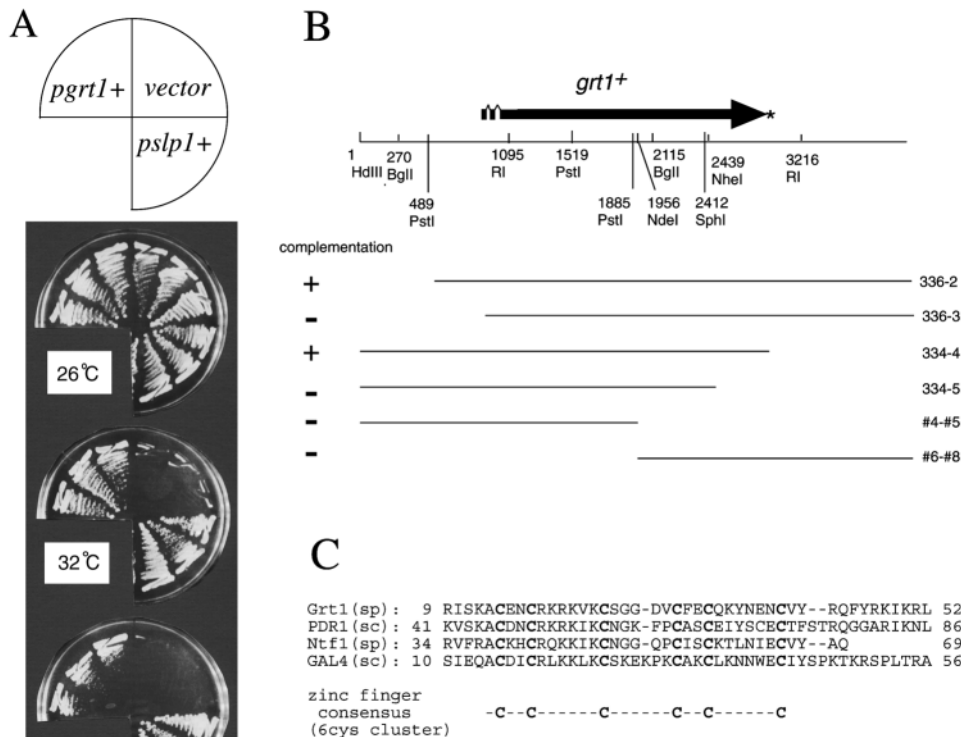 A
pgrt1+ vector
pslp1+
26°C
32°C
B
grt1+
*
1 270 1095 1519 2115 2439 3216
HdIII BglI RI PstI BglI NheI RI
489 1885 1956 2412
PstI PstI NdeI SphI
complementation
+ 336-2
- 336-3
+ 334-4
- 334-5
- #4-#5
- #6-#8
C
Grt1(sp): 9 RISKACENCRKRKVKCSGG-DVCFECQKYNENCVY--RQFYRKIKRL 52
PDR1(sc): 41 KVSKACDNCRKRKIKCNGK-FPCASCEIYSCECTFSTRQGGARIKNL 86
Ntf1(sp): 34 RVFRACKHCRQKKIKCNGG-QPCISCKTLNIECVY--AQ 69
GAL4(sc): 10 SIEQACDICRLKKLKCSKEKPKCAKCLKNNWECIYSPKTKRSPLTRA 56
zinc finger
consensus -C--C------C------C--C------C
(6cys cluster)